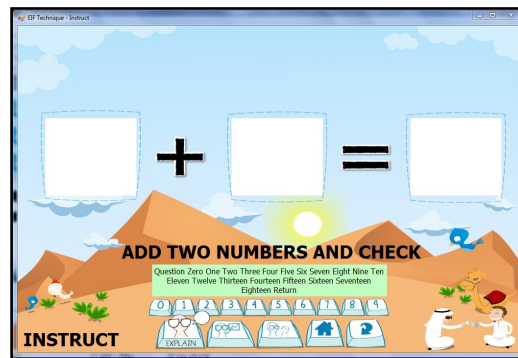 EIF Technique - Instruct
+ =
ADD TWO NUMBERS AND CHECK
Question Zero One Two Three Four Five Six Seven Eight Nine Ten
Eleven Twelve Thirteen Fourteen Fifteen Sixteen Seventeen
Eighteen Return
0 1 2 3 4 5 6 7 8 9
EXPLAIN
INSTRUCT